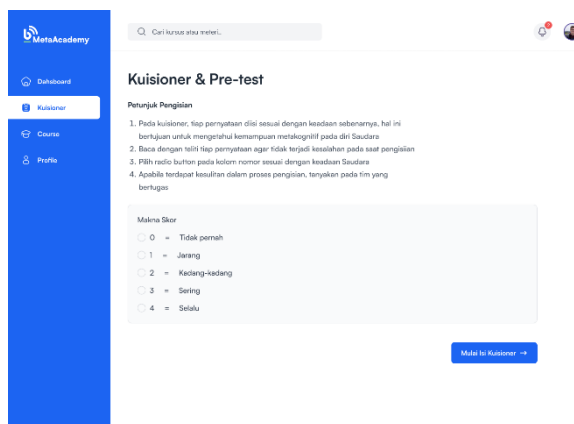 MetaAcademy
Cari kursus atau materi..
Dahsboard
Kuisioner
Course
Profile
Kuisioner & Pre-test
Petunjuk Pengisian
1. Pada kuisioner, tiap pernyataan diisi sesuai dengan keadaan sebenarnya, hal ini
bertujuan untuk mengetahui kemampuan metakognitif pada diri Saudara
2. Baca dengan teliti tiap pernyataan agar tidak terjadi kesalahan pada saat pengisiian
3. Pilih radio button pada kolom nomor sesuai dengan keadaan Saudara
4. Apabila terdapat kesulitan dalam proses pengisian, tanyakan pada tim yang
bertugas
Makna Skor
0 = Tidak pernah
1 = Jarang
2 = Kadang-kadang
3 = Sering
4 = Selalu
Mulai Isi Kuisioner →